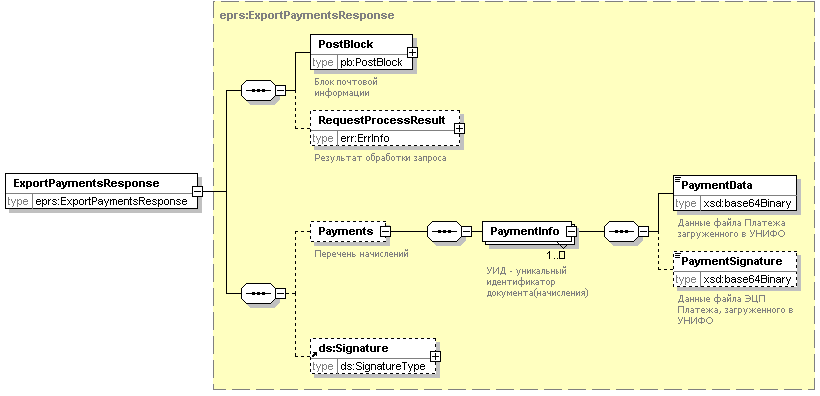 eprs:ExportPaymentsResponse
PostBlock
type pb:PostBlock
Блок почтовой
информации
RequestProcessResult
type err:ErrInfo
Результат обработки запроса
ExportPaymentsResponse
type eprs:ExportPaymentsResponse
Payments
Перечень начислений
PaymentInfo
1..
УИД - уникальный
идентификатор
документа(начисления)
PaymentData
type xsd:base64Binary
Данные файла Платежа
загруженного в УНИФО
PaymentSignature
type xsd:base64Binary
Данные файла ЭЦП
Платежа, загруженного в
УНИФО
ds:Signature
type ds:SignatureType